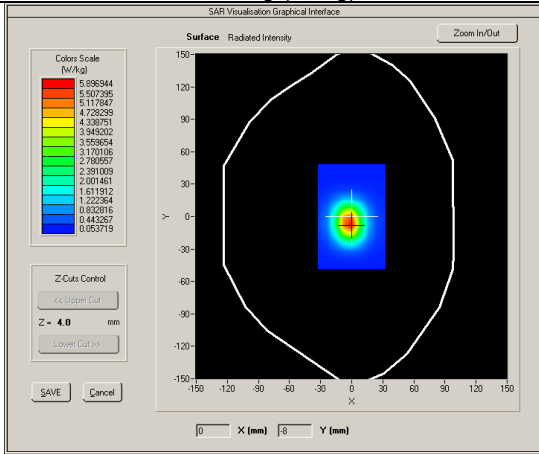 SAR Visualisation Graphical Interface
Surface Radiated Intensity
Zoom In/Out
Colors Scale
(W/kg)
5.896944
5.507395
5.117847
4.728299
4.338751
3.949202
3.559654
3.170106
2.780557
2.391009
2.001461
1.611912
1.222364
0.832816
0.443267
0.053719
Z-Cuts Control
<< Upper Cut
Z = 4.0 mm
Lower Cut >>
SAVE Cancel
150
120
90
60
30
0
-30
-60
-90
-120
-150
Y
-150 -120 -90 -60 -30 0 30 60 90 120 150
X
0 X (mm) -8 Y (mm)